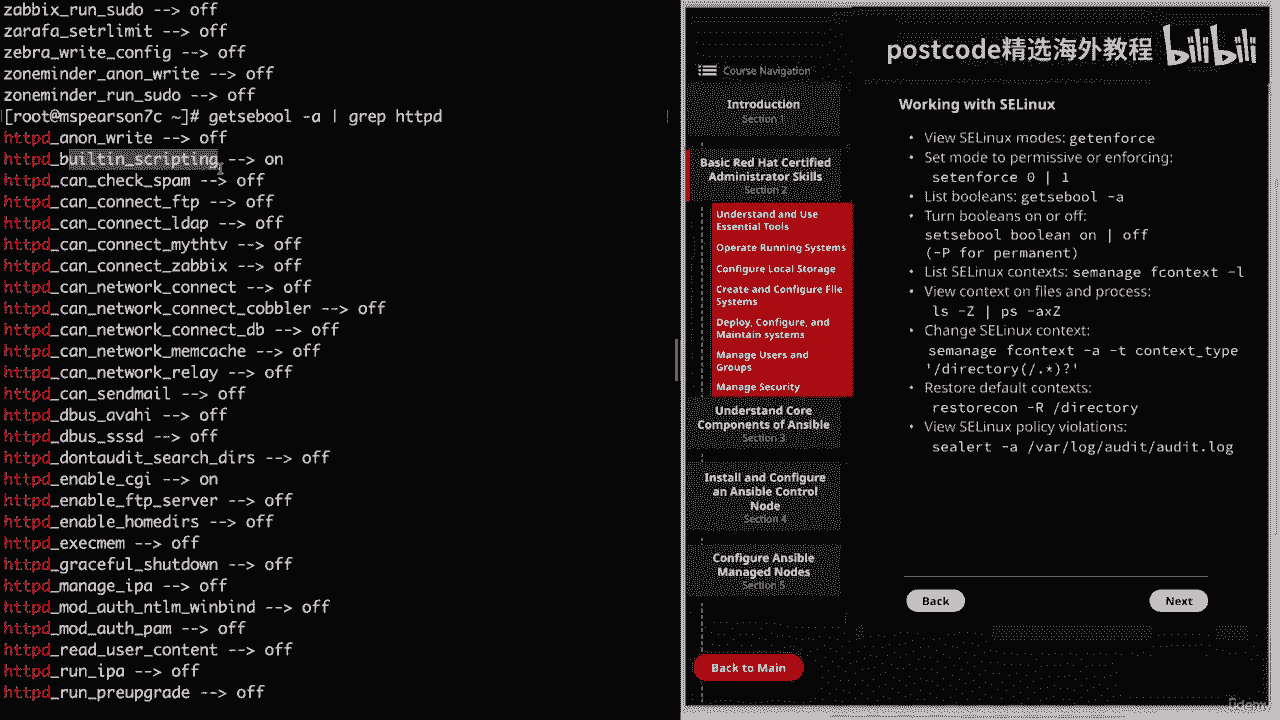 zabbix_run_sudo --> off
zarafa_setrlimit --> off
zebra_write_config --> off
zoneminder_anon_write --> off
zoneminder_run_sudo --> off
[root@mspearson7c ~]# getsebool -a | grep httpd
httpd_anon_write --> off
httpd_builtin_scripting --> on
httpd_can_check_spam --> off
httpd_can_connect_ftp --> off
httpd_can_connect_ldap --> off
httpd_can_connect_mythtv --> off
httpd_can_connect_zabbix --> off
httpd_can_network_connect --> off
httpd_can_network_connect_cobbler --> off
httpd_can_network_connect_db --> off
httpd_can_network_memcache --> off
httpd_can_network_relay --> off
httpd_can_sendmail --> off
httpd_dbus_avahi --> off
httpd_dbus_sssd --> off
httpd_dontaudit_search_dirs --> off
httpd_enable_cgi --> on
httpd_enable_ftp_server --> off
httpd_enable_homedirs --> off
httpd_execmem --> off
httpd_graceful_shutdown --> off
httpd_manage_ipa --> off
httpd_mod_auth_ntlm_winbind --> off
httpd_mod_auth_pam --> off
httpd_read_user_content --> off
httpd_run_ipa --> off
httpd_run_preupgrade --> off
postcode精选海外教程 bilibili
Course Navigation
Introduction
Section 1
Basic Red Hat Certified
Administrator Skills
Section 2
Understand and Use
Essential Tools
Operate Running Systems
Configure Local Storage
Create and Configure File
Systems
Deploy, Configure, and
Maintain systems
Manage Users and
Groups
Manage Security
Understand Core
Components of Ansible
Section 3
Install and Configure
an Ansible Control
Node
Section 4
Configure Ansible
Managed Nodes
Section 5
Back to Main
Working with SELinux
• View SELinux modes: getenforce
• Set mode to permissive or enforcing:
setenforce 0 | 1
• List booleans: getsebool -a
• Turn booleans on or off:
setsebool boolean on | off
(-P for permanent)
• List SELinux contexts: semanage fcontext -l
• View context on files and process:
ls -Z | ps -axZ
• Change SELinux context:
semanage fcontext -a -t context_type
'/directory(/.*)?'
• Restore default contexts:
restorecon -R /directory
• View SELinux policy violations:
sealert -a /var/log/audit/audit.log
Back
Next
udemy